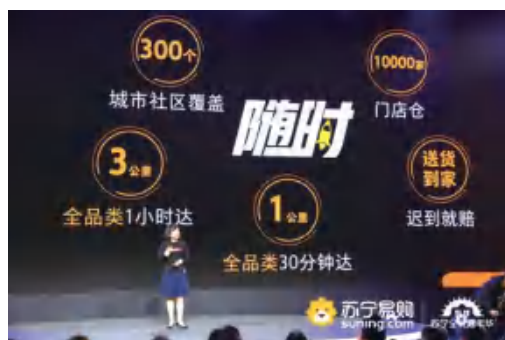 300个
城市社区覆盖
10000家
门店仓
随时
3公里
全品类1小时达
1公里
全品类30分钟达
送货
到家
迟到就赔
苏宁易购
suning.com